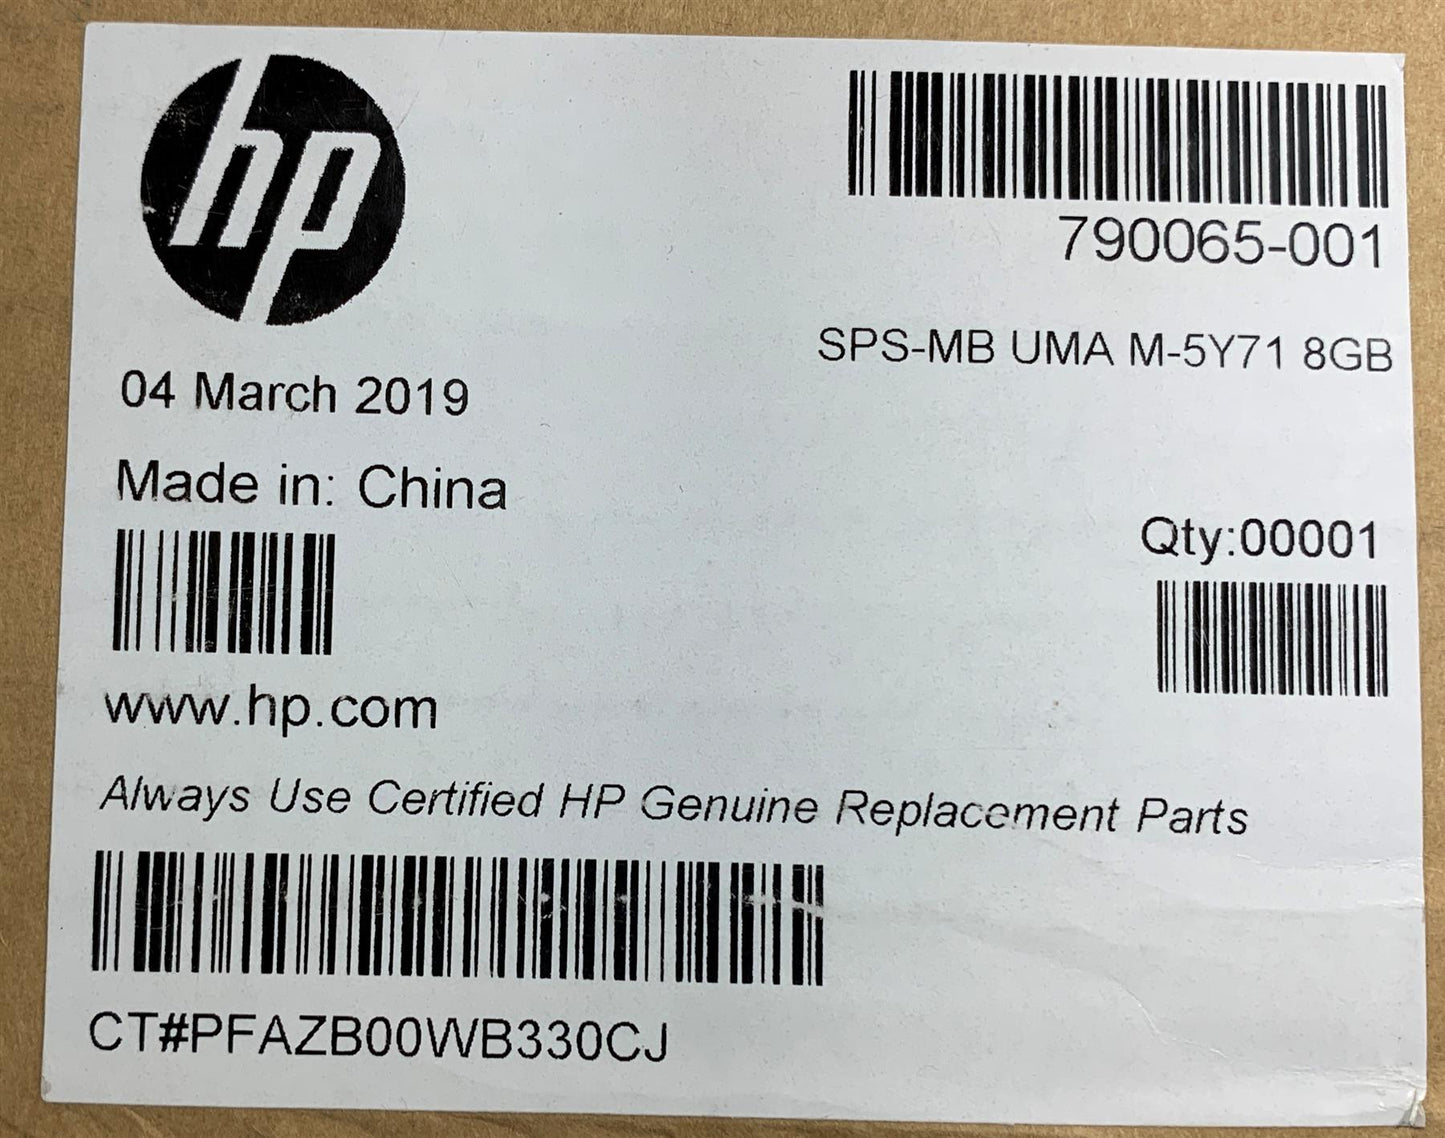 hp
790065-001
SPS-MB UMA M-5Y71 8GB
04 March 2019
Made in: China
Qty:00001
www.hp.com
Always Use Certified HP Genuine Replacement Parts
CT#PFAZB00WB330CJ